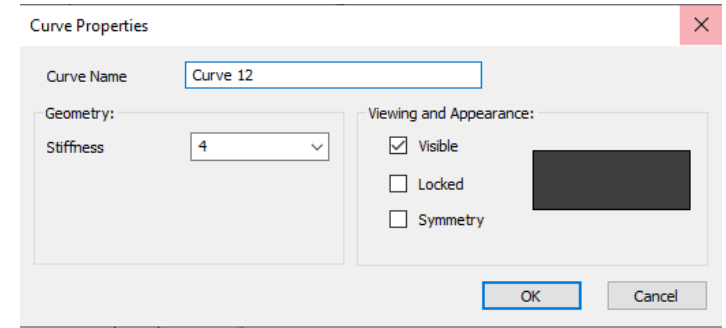 Curve Properties
Curve Name
Curve 12
Geometry:
Stiffness
4
Viewing and Appearance:
Visible
Locked
Symmetry
OK
Cancel